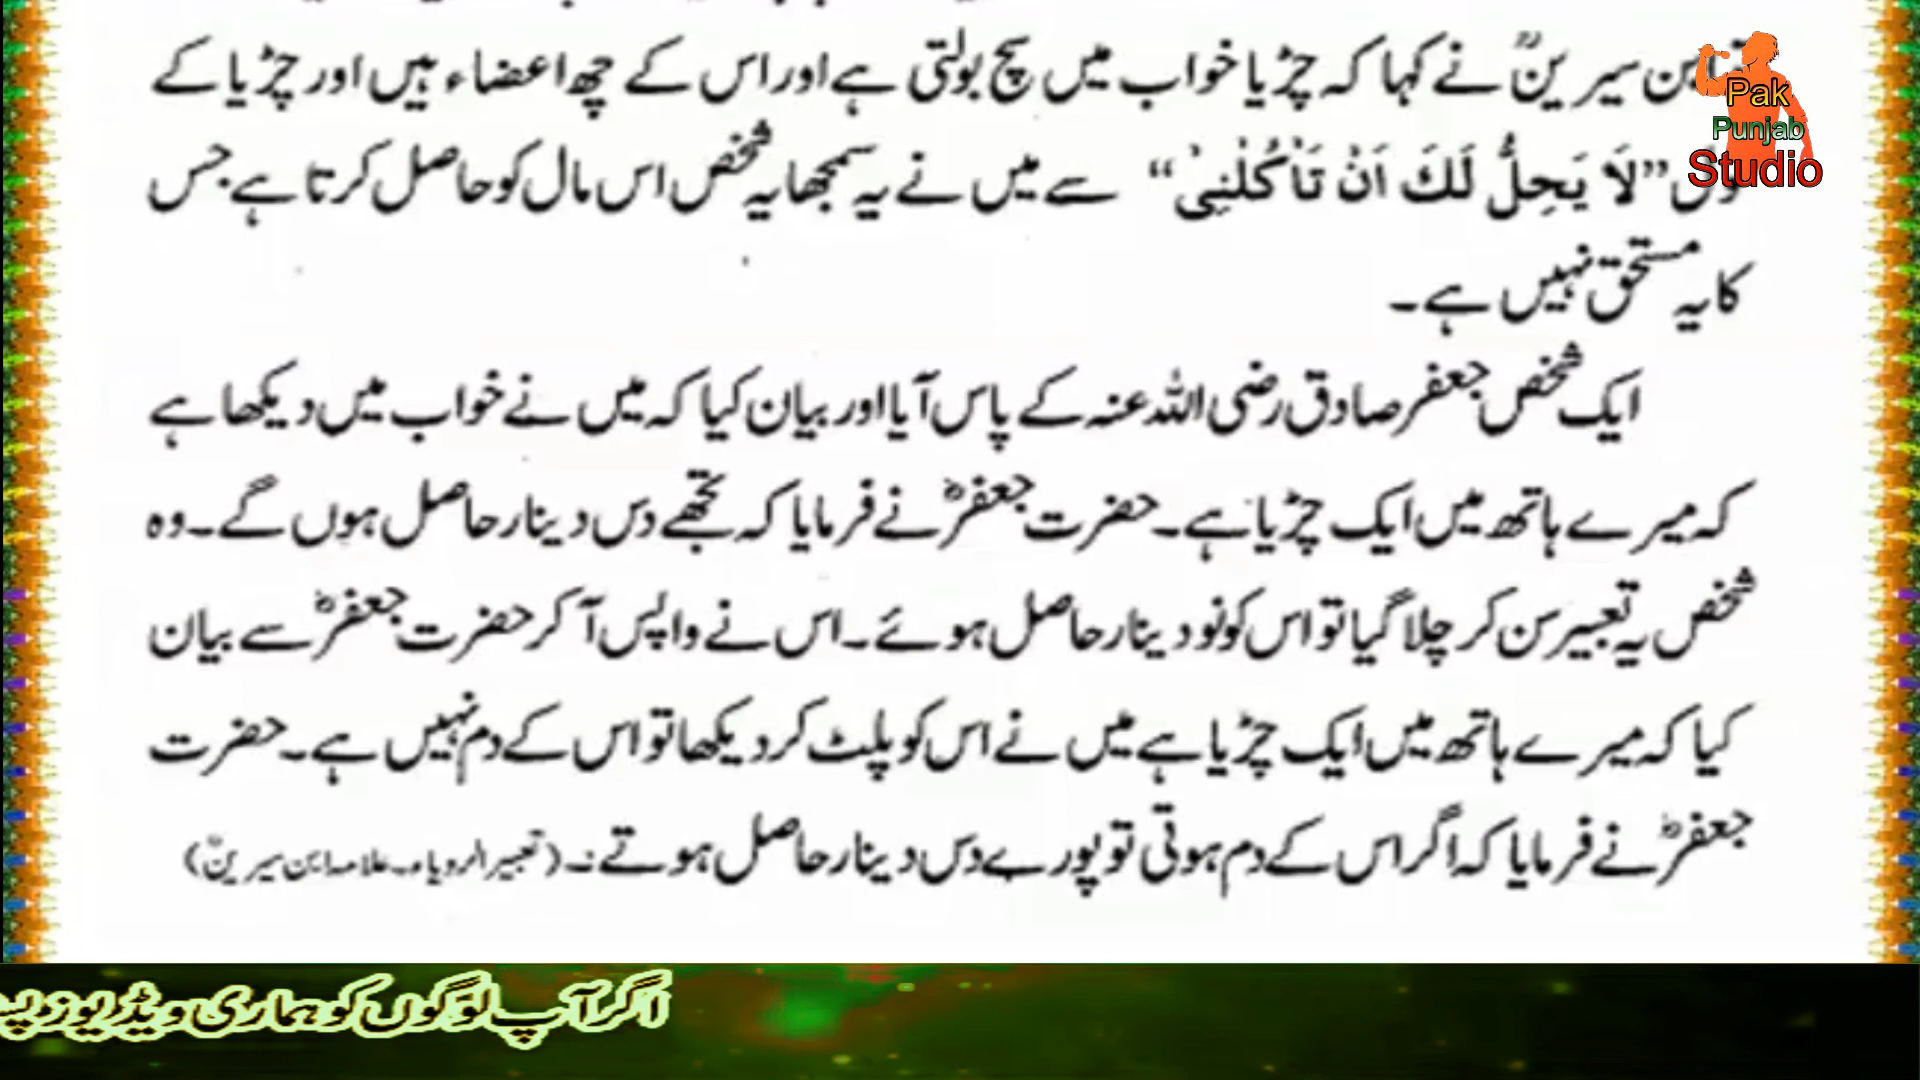 ابن سیرینؒ نے کہا کہ چڑیا خواب میں سچ بولتی ہے اور اس کے چھ اعضاء ہیں اور چڑیا کے
”لَا یَحِلُّ لَکَ اَنْ تَاْکُلْنِیْ“ سے میں نے یہ سمجھا یہ شخص اس مال کو حاصل کرتا ہے جس
کا یہ مستحق نہیں ہے۔
ایک شخص جعفر صادق رضی اللہ عنہ کے پاس آیا اور بیان کیا کہ میں نے خواب میں دیکھا ہے
کہ میرے ہاتھ میں ایک چڑیا ہے۔ حضرت جعفرؓ نے فرمایا کہ تجھے دس دینار حاصل ہوں گے۔ وہ
شخص یہ تعبیر سن کر چلا گیا تو اس کو نو دینار حاصل ہوئے۔ اس نے واپس آ کر حضرت جعفرؓ سے بیان
کیا کہ میرے ہاتھ میں ایک چڑیا ہے میں نے اس کو پلٹ کر دیکھا تو اس کے دم نہیں ہے۔ حضرت
جعفرؓ نے فرمایا کہ اگر اس کے دم ہوتی تو پورے دس دینار حاصل ہوتے۔ (تعبیر الرویاء۔ علامہ ابن سیرینؒ)
Pak
Punjab
Studio
اگر آپ لوگوں کو ہماری ویڈیوز